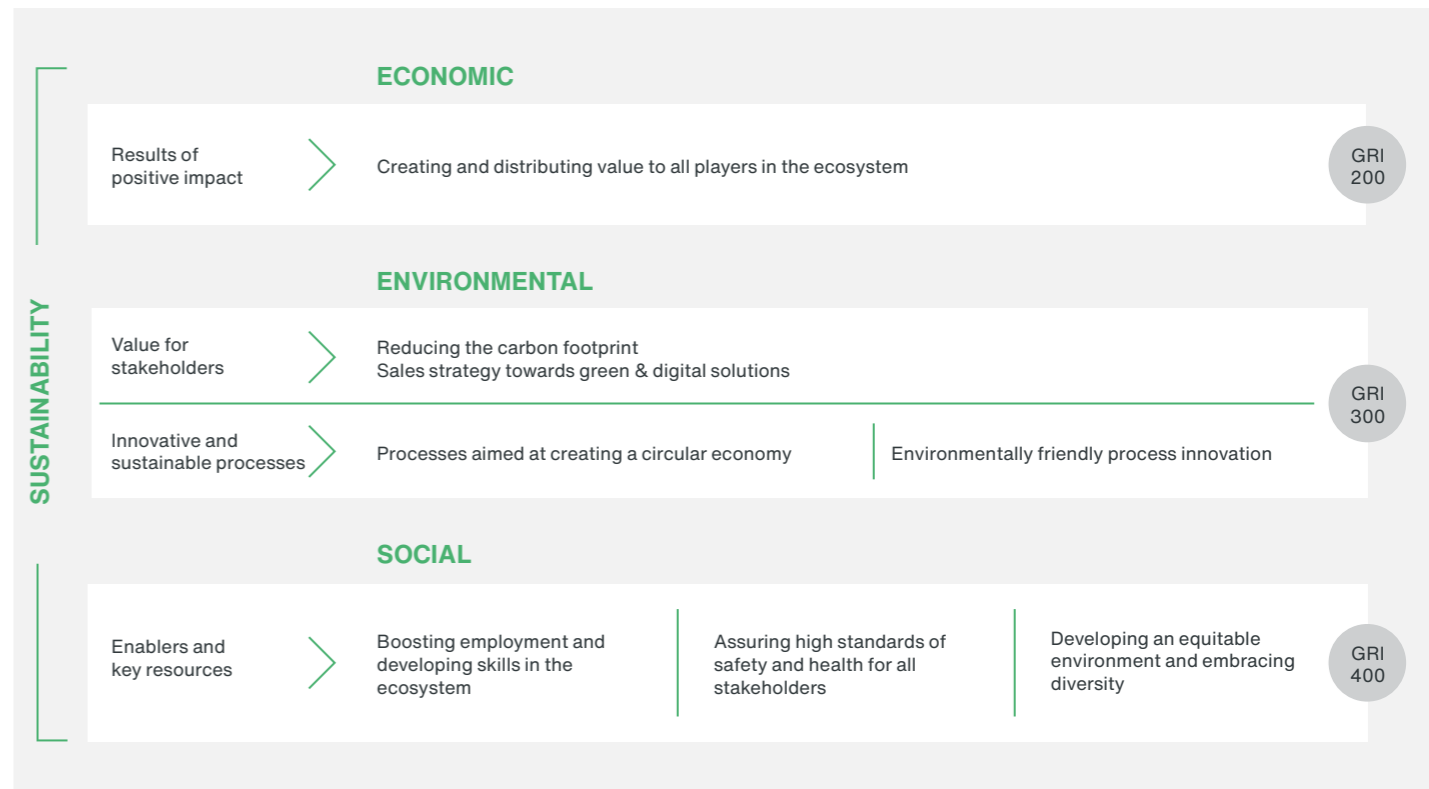 SUSTAINABILITY
ECONOMIC
Results of
positive impact
Creating and distributing value to all players in the ecosystem
GRI
200
ENVIRONMENTAL
Value for
stakeholders
Reducing the carbon footprint
Sales strategy towards green & digital solutions
GRI
300
Innovative and
sustainable processes
Processes aimed at creating a circular economy
Environmentally friendly process innovation
SOCIAL
Enablers and
key resources
Boosting employment and
developing skills in the
ecosystem
Assuring high standards of
safety and health for all
stakeholders
Developing an equitable
environment and embracing
diversity
GRI
400